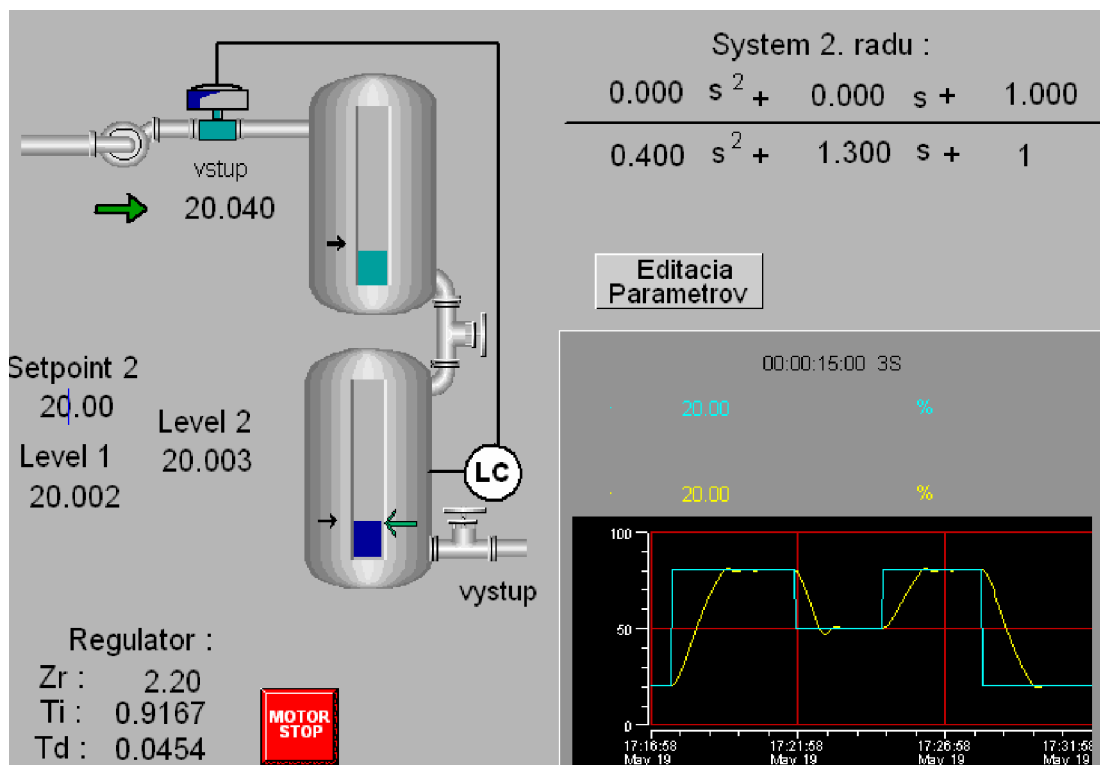 System 2. radu :
0.000 s 2 + 0.000 s + 1.000
0.400 s 2 + 1.300 s + 1
vstup
20.040
Editacia
Parametrov
Setpoint 2
20.00
Level 2
20.003
Level 1
20.002
LC
vystup
Regulator :
Zr : 2.20
Ti : 0.9167
Td : 0.0454
MOTOR
STOP
00:00:15:00 3S
20.00 %
20.00 %
100
50
0
17:16:58 17:21:58 17:26:58 17:31:58
May 19 May 19 May 19 May 19